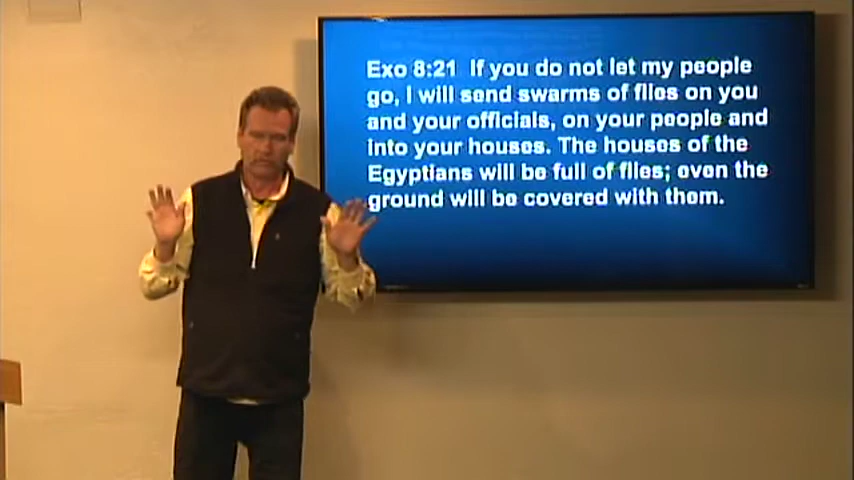 Exo 8:21 If you do not let my people
go, I will send swarms of flies on you
and your officials, on your people and
into your houses. The houses of the
Egyptians will be full of flies; even the
ground will be covered with them.